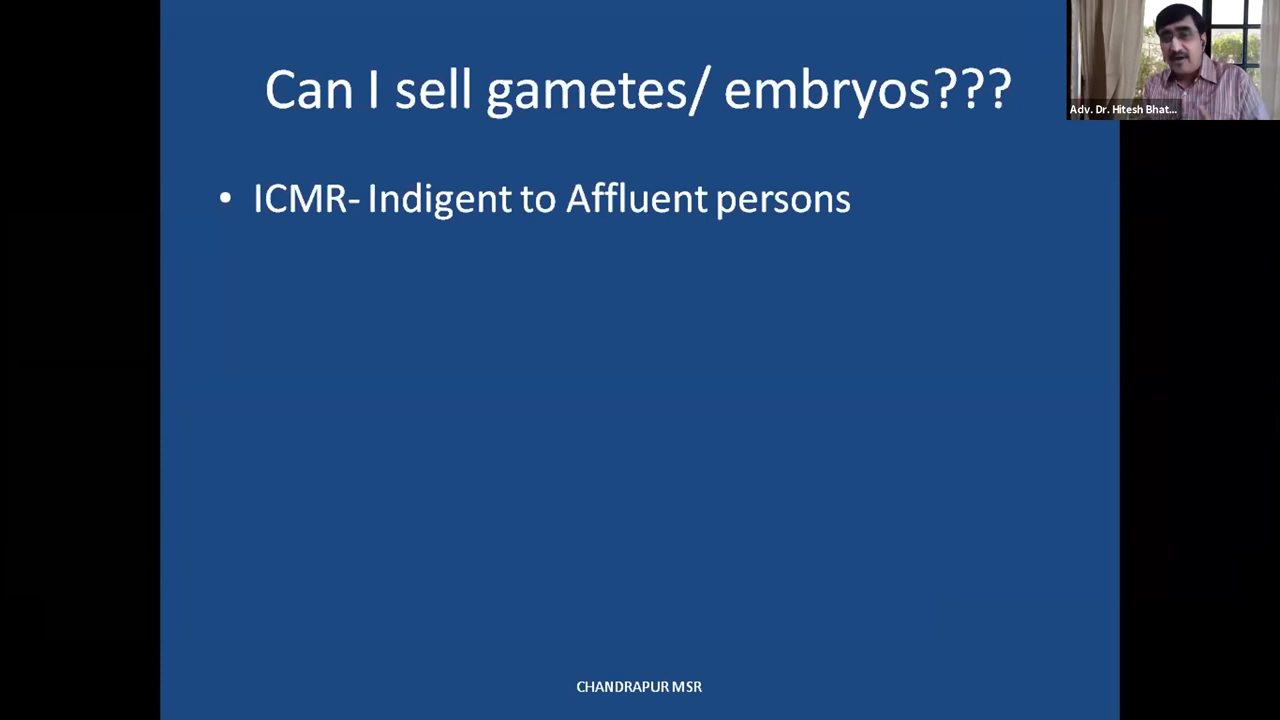 Can I sell gametes/ embryos???
• ICMR- Indigent to Affluent persons
Adv. Dr. Hitesh Bhat...
CHANDRAPUR MSR